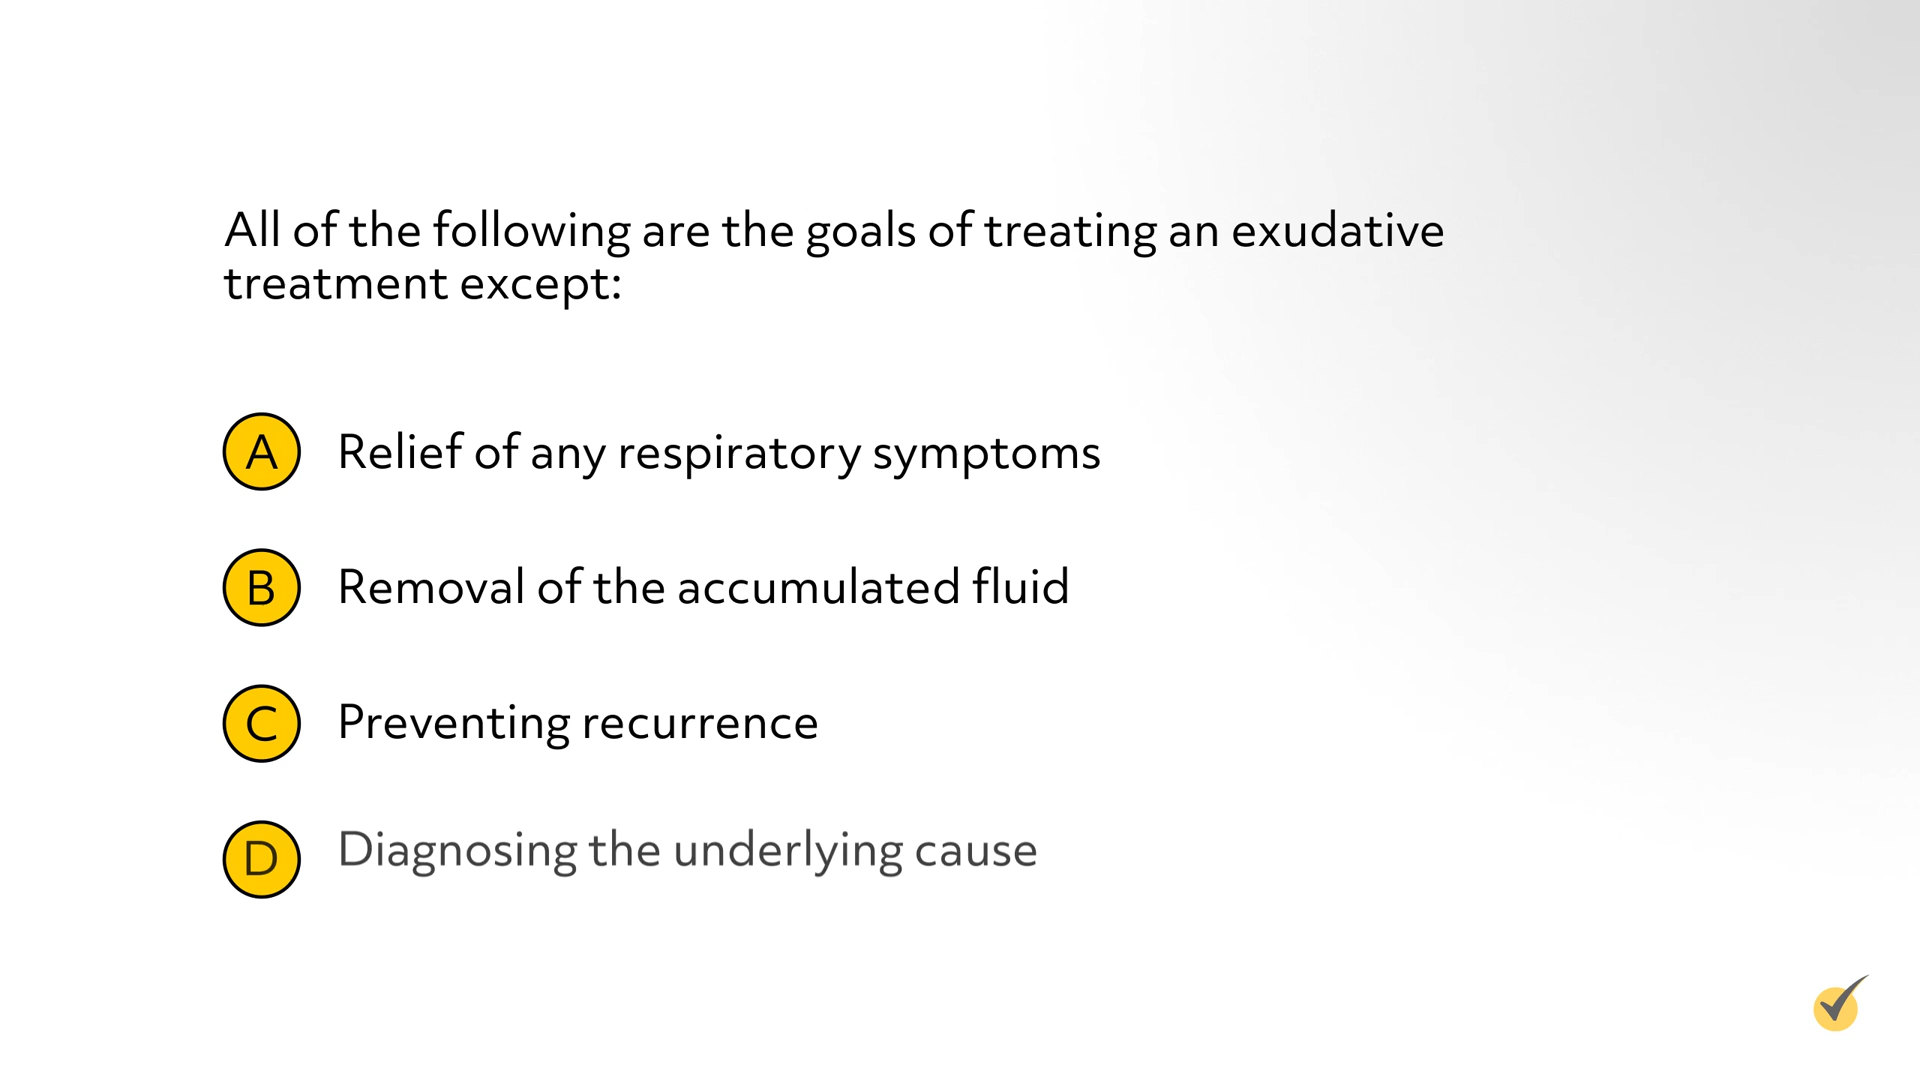 All of the following are the goals of treating an exudative
treatment except:
A Relief of any respiratory symptoms
B Removal of the accumulated fluid
C Preventing recurrence
D Diagnosing the underlying cause